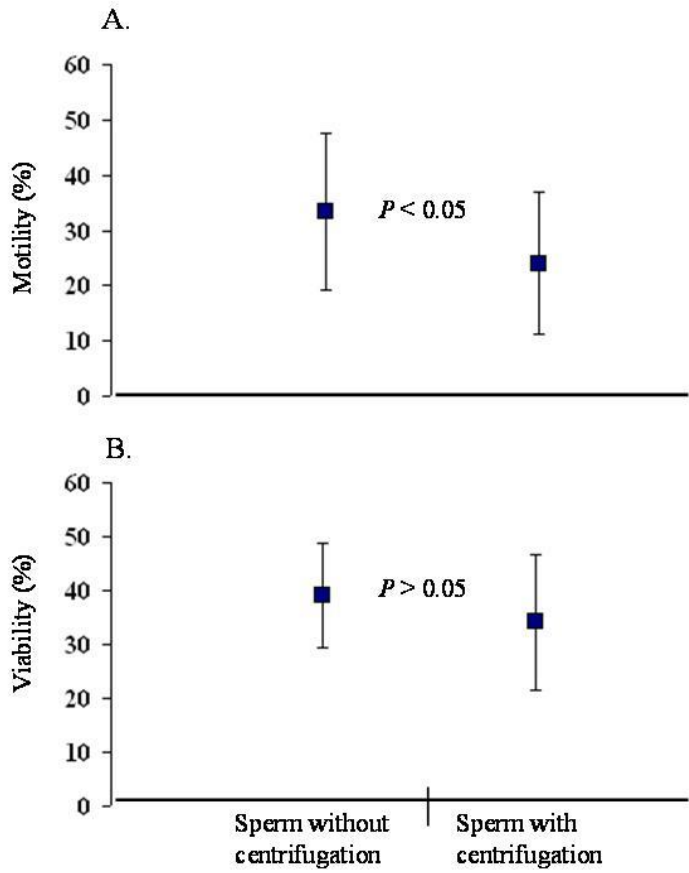 A.
60
50
40
30
20
10
0
Motility (%)
P < 0.05
B.
60
50
40
30
20
10
0
Viability (%)
P > 0.05
Sperm without
centrifugation
Sperm with
centrifugation